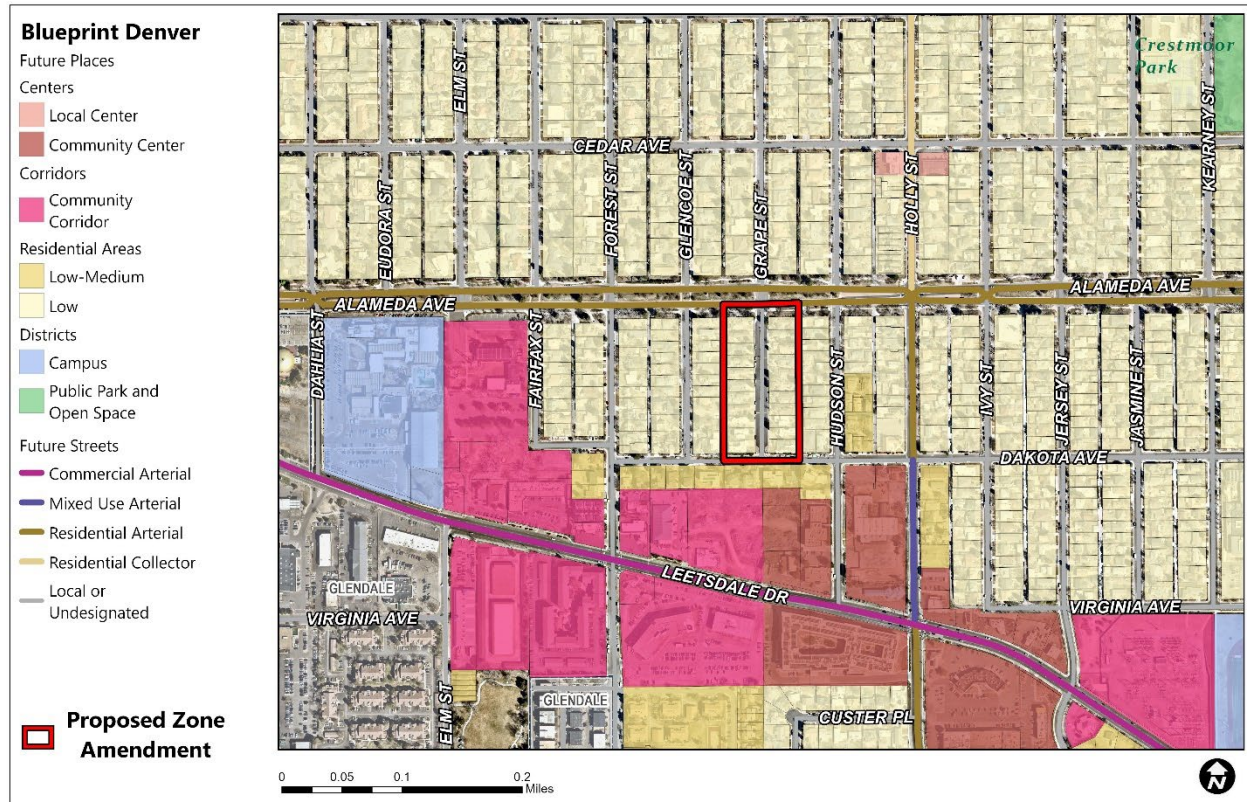 Blueprint Denver
Future Places
Centers
Local Center
Community Center
Corridors
Community
Corridor
Residential Areas
Low-Medium
Low
Districts
Campus
Public Park and
Open Space
Future Streets
Commercial Arterial
Mixed Use Arterial
Residential Arterial
Residential Collector
Local or
Undesignated
Proposed Zone
Amendment
Crestmoor
Park
ELM ST
CEDAR AVE
KEARNEY ST
EUDORA ST
FOREST ST
GLENCOE ST
GRAPE ST
HOLLY ST
ALAMEDA AVE
ALAMEDA AVE
DAHLIA ST
FAIRFAX ST
HUDSON ST
IVY ST
JERSEY ST
JASMINE ST
DAKOTA AVE
LEETSDALE DR
GLENDALE
VIRGINIA AVE
VIRGINIA AVE
ELM ST
GLENDALE
CUSTER PL
0 0.05 0.1 0.2
Miles
N